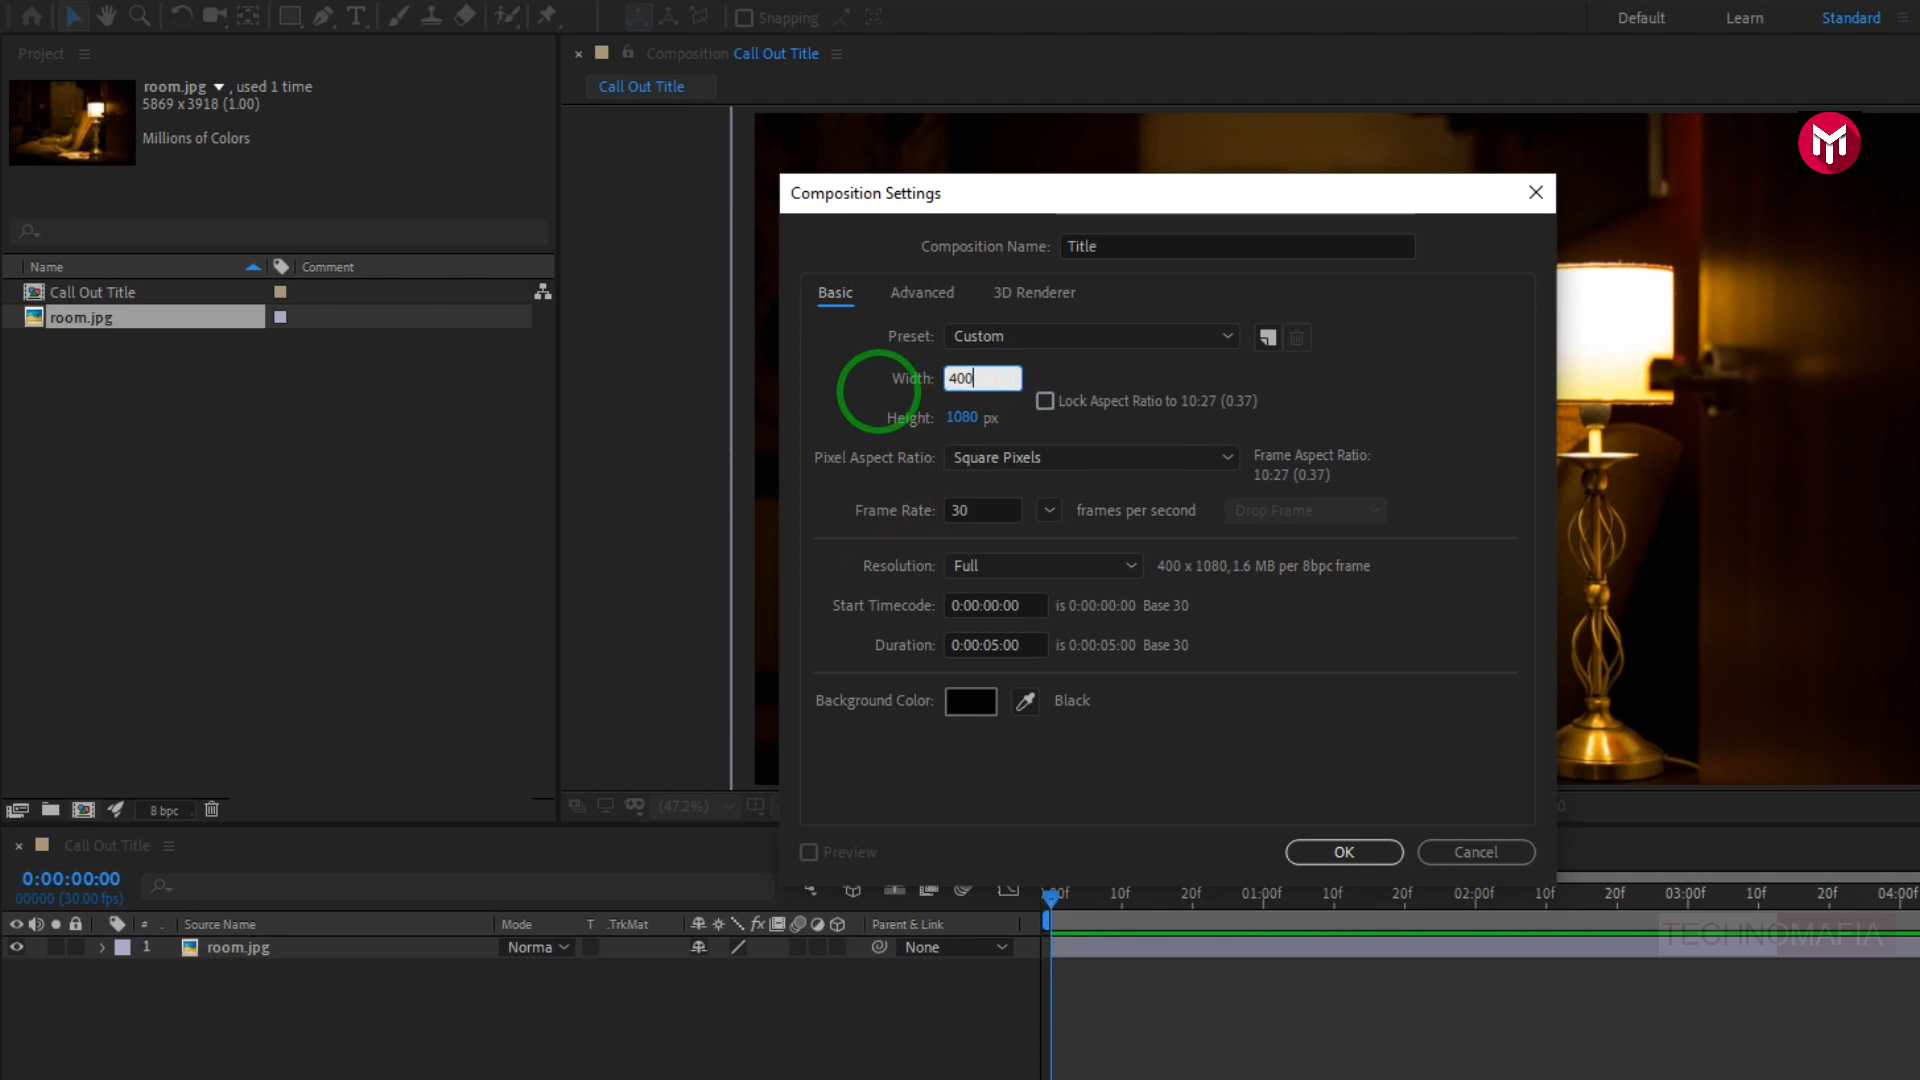 Snapping
Default
Learn
Standard
Project
Composition Call Out Title
room.jpg , used 1 time
5869 x 3918 (1.00)
Millions of Colors
Call Out Title
Composition Settings
Composition Name: Title
Name
Comment
Call Out Title
room.jpg
Basic
Advanced
3D Renderer
Preset: Custom
Width: 400
Lock Aspect Ratio to 10:27 (0.37)
Height: 1080 px
Pixel Aspect Ratio: Square Pixels
Frame Aspect Ratio:
10:27 (0.37)
Frame Rate: 30
frames per second
Drop Frame
Resolution: Full
400 x 1080, 1.6 MB per 8bpc frame
Start Timecode: 0:00:00:00
is 0:00:00:00 Base 30
Duration: 0:00:05:00
is 0:00:05:00 Base 30
Background Color:
Black
Preview
OK
Cancel
8 bpc
(47.2%)
Call Out Title
0:00:00:00
00000 (30.00 fps)
10f
20f
01:00f
10f
20f
02:00f
10f
20f
03:00f
10f
20f
04:00f
# .
Source Name
Mode
T .TrkMat
Parent & Link
1
room.jpg
Norma
None
TECHNOMAFIA